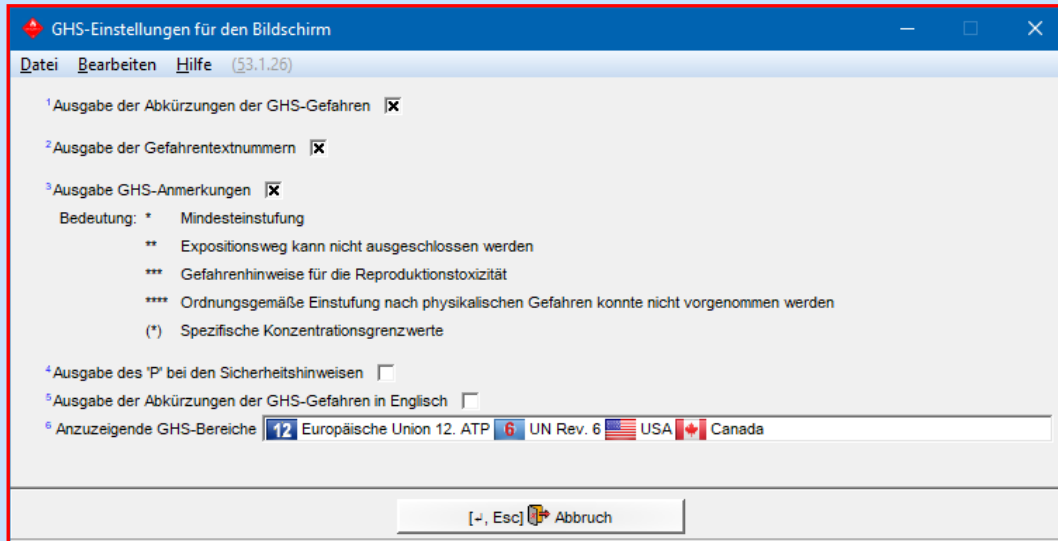 GHS-Einstellungen für den Bildschirm
Datei Bearbeiten Hilfe (53.1.26)
1 Ausgabe der Abkürzungen der GHS-Gefahren
2 Ausgabe der Gefahrentextnummern
3 Ausgabe GHS-Anmerkungen
Bedeutung: * Mindesteinstufung
** Expositionsweg kann nicht ausgeschlossen werden
*** Gefahrenhinweise für die Reproduktionstoxizität
**** Ordnungsgemäße Einstufung nach physikalischen Gefahren konnte nicht vorgenommen werden
(*) Spezifische Konzentrationsgrenzwerte
4 Ausgabe des 'P' bei den Sicherheitshinweisen
5 Ausgabe der Abkürzungen der GHS-Gefahren in Englisch
6 Anzuzeigende GHS-Bereiche 12 Europäische Union 12. ATP 6 UN Rev. 6 USA Canada
[↵, Esc] Abbruch